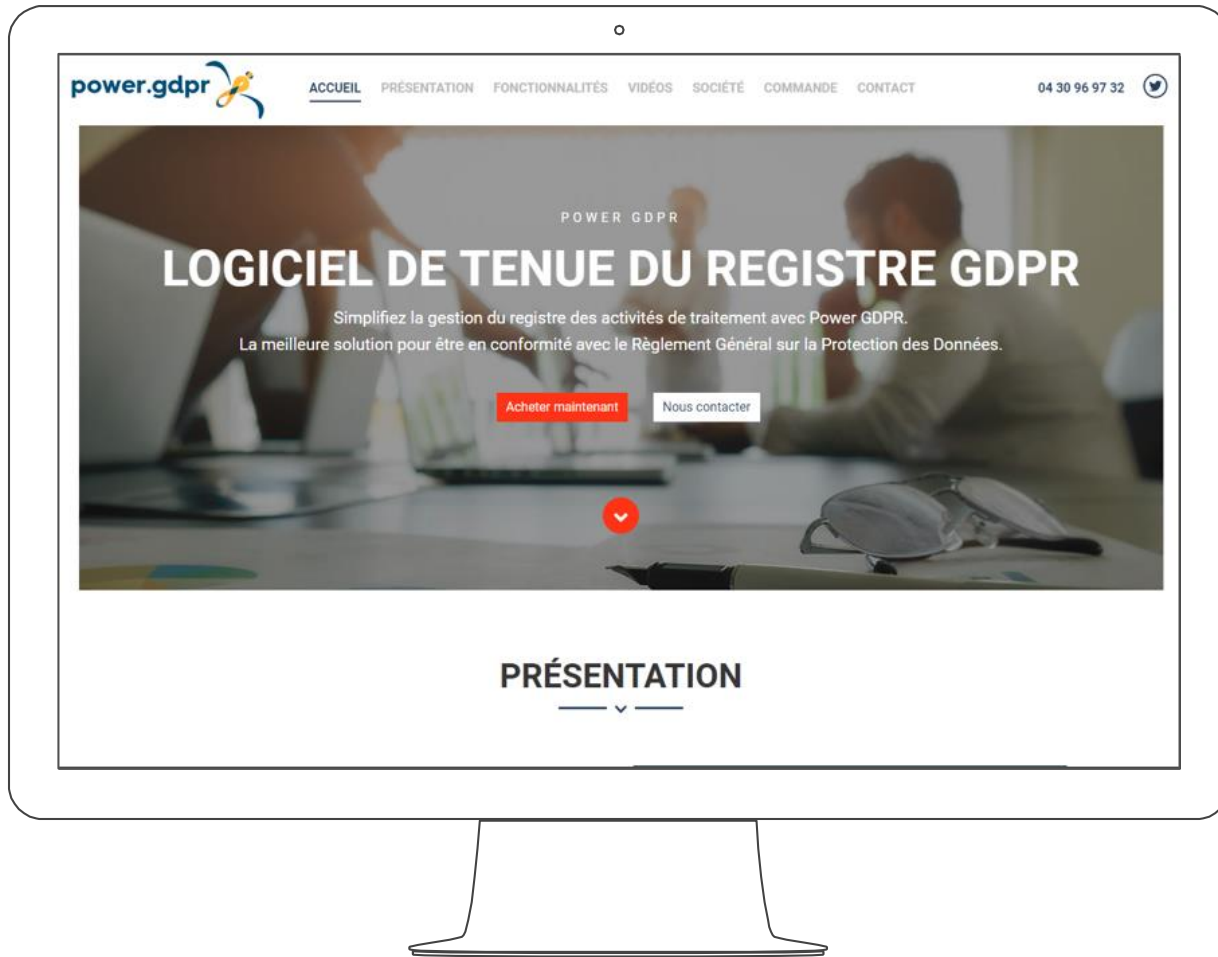 power.gdpr
ACCUEIL PRÉSENTATION FONCTIONNALITÉS VIDÉOS SOCIÉTÉ COMMANDE CONTACT 04 30 96 97 32
POWER GDPR
LOGICIEL DE TENUE DU REGISTRE GDPR
Simplifiez la gestion du registre des activités de traitement avec Power GDPR.
La meilleure solution pour être en conformité avec le Règlement Général sur la Protection des Données.
Acheter maintenant Nous contacter
PRÉSENTATION